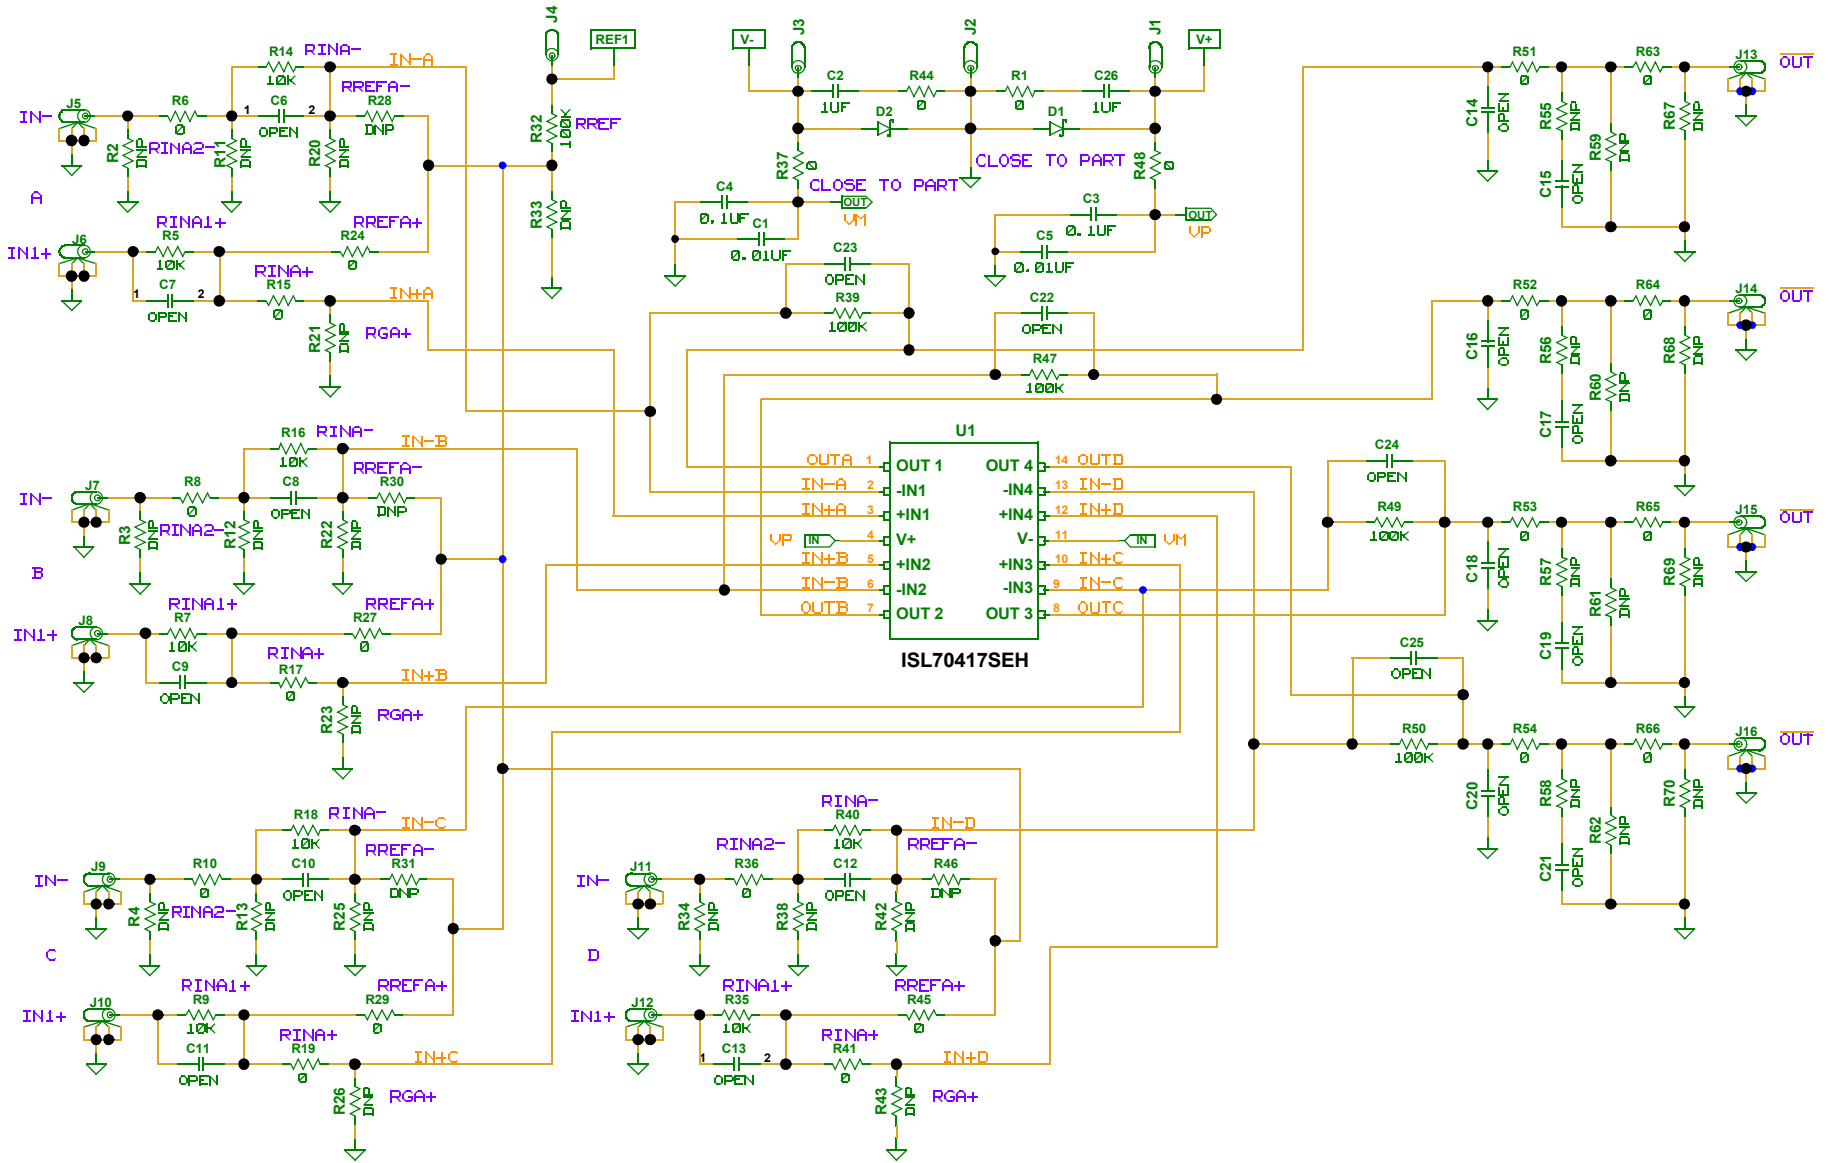 J4
REF1
R32
100K
RREF
R33
DNP
V-
J3
J2
J1
V+
C2
1UF
R44
0
R1
0
C26
1UF
D2
D1
R37
0
CLOSE TO PART
CLOSE TO PART
R48
0
C4
0.1UF
C1
0.01UF
OUT
VM
C3
0.1UF
C5
0.01UF
OUT
VP
C23
OPEN
R39
100K
C22
OPEN
R47
100K
R14
10K
RINA-
IN-A
RREFA-
IN-
J5
R6
0
1
C6
2
OPEN
R28
DNP
R2
DNP
RINA2-
R11
DNP
R20
DNP
A
RINA1+
RREFA+
IN1+
J6
R5
10K
R24
0
1
C7
2
OPEN
RINA+
R15
0
IN+A
R21
DNP
RGA+
R16
10K
RINA-
IN-B
RREFA-
IN-
J7
R8
0
C8
OPEN
R30
DNP
R3
DNP
RINA2-
R12
DNP
R22
DNP
B
RINA1+
RREFA+
IN1+
J8
R7
10K
R27
0
C9
OPEN
RINA+
R17
0
IN+B
R23
DNP
RGA+
U1
OUTA 1 OUT 1
IN-A 2 -IN1
IN+A 3 +IN1
VP IN 4 V+
IN+B 5 +IN2
IN-B 6 -IN2
OUTB 7 OUT 2
OUT 4 14 OUTD
-IN4 13 IN-D
+IN4 12 IN+D
V- 11 IN VM
+IN3 10 IN+C
-IN3 9 IN-C
OUT 3 8 OUTC
ISL70417SEH
R18
10K
RINA-
IN-C
RREFA-
IN-
J9
R10
0
C10
OPEN
R31
DNP
R4
DNP
RINA2-
R13
DNP
R25
DNP
C
RINA1+
RREFA+
IN1+
J10
R9
10K
R29
0
C11
OPEN
RINA+
R19
0
IN+C
R26
DNP
RGA+
RINA-
R40
10K
IN-D
RINA2-
RREFA-
IN-
J11
R36
0
C12
OPEN
R46
DNP
R34
DNP
R38
DNP
R42
DNP
D
RINA1+
RREFA+
IN1+
J12
R35
10K
R45
0
1
C13
2
OPEN
RINA+
R41
0
IN+D
R43
DNP
RGA+
R51
0
R63
0
J13
OUT
C14
OPEN
R55
DNP
R59
DNP
R67
DNP
C15
OPEN
R52
0
R64
0
J14
OUT
C16
OPEN
R56
DNP
R60
DNP
R68
DNP
C17
OPEN
C24
OPEN
R49
100K
R53
0
R65
0
J15
OUT
C18
OPEN
R57
DNP
R61
DNP
R69
DNP
C19
OPEN
C25
OPEN
R50
100K
R54
0
R66
0
J16
OUT
C20
OPEN
R58
DNP
R62
DNP
R70
DNP
C21
OPEN